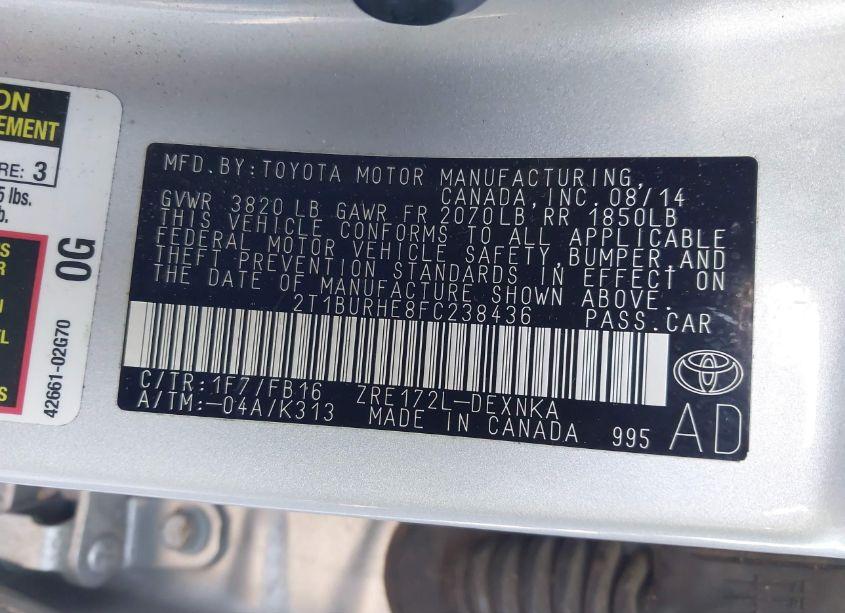 ON
EMENT
RE: 3
5 lbs.
b.
S
R
N
EL
S
0G
42661-02G70
MFD.BY:TOYOTA MOTOR MANUFACTURING,
CANADA,INC.08/14
GVWR 3820 LB GAWR FR 2070LB RR 1850LB
THIS VEHICLE CONFORMS TO ALL APPLICABLE
FEDERAL MOTOR VEHICLE SAFETY,BUMPER,AND
THEFT PREVENTION STANDARDS IN EFFECT ON
THE DATE OF MANUFACTURE SHOWN ABOVE.
2T1BURHE8FC238436 PASS.CAR
C/TR:1F7/FB16 ZRE172L-DEXNKA
A/TM:-04A/K313 MADE IN CANADA 995 AD